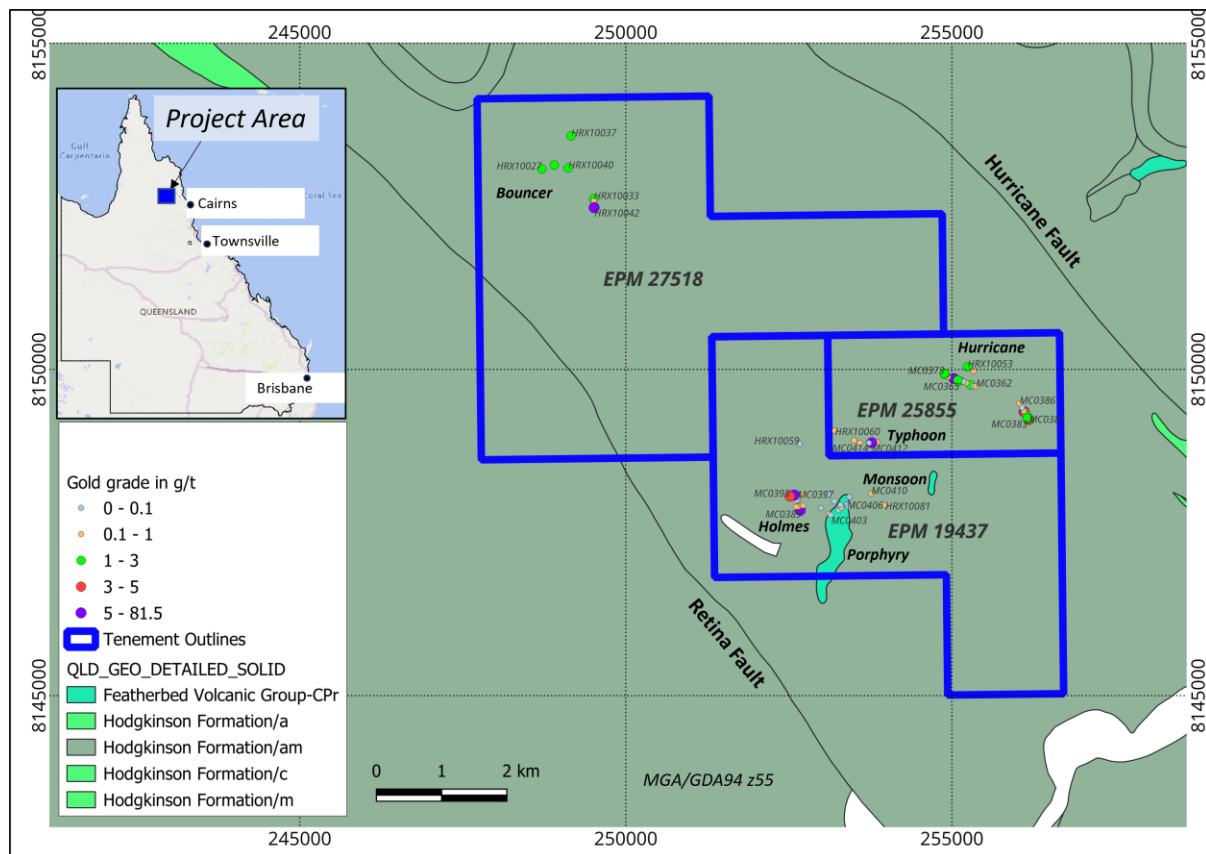 245000
250000
255000
8155000
8155000
Project Area
Gulf
Carpentaria
Coral Sea
Cairns
Townsville
QUEENSLAND
Brisbane
HRX10037
HRX10027
HRX10040
Bouncer
HRX10033
HRX10042
Hurricane Fault
EPM 27518
8150000
8150000
Hurricane
HRX10053
MC0373
MC0365
MC0362
MC0386
EPM 25855
MC0383
HRX10060
Typhoon
HRX10059
MC0414
MC0412
Monsoon
MC0398
MC0397
MC0410
MC0406
HRX10081
MC0403
Holmes
EPM 19437
Porphyry
Retina Fault
Gold grade in g/t
0 - 0.1
0.1 - 1
1 - 3
3 - 5
5 - 81.5
Tenement Outlines
QLD_GEO_DETAILED_SOLID
Featherbed Volcanic Group-CPr
Hodgkinson Formation/a
Hodgkinson Formation/am
Hodgkinson Formation/c
Hodgkinson Formation/m
8145000
8145000
0 1 2 km
MGA/GDA94 z55
245000
250000
255000